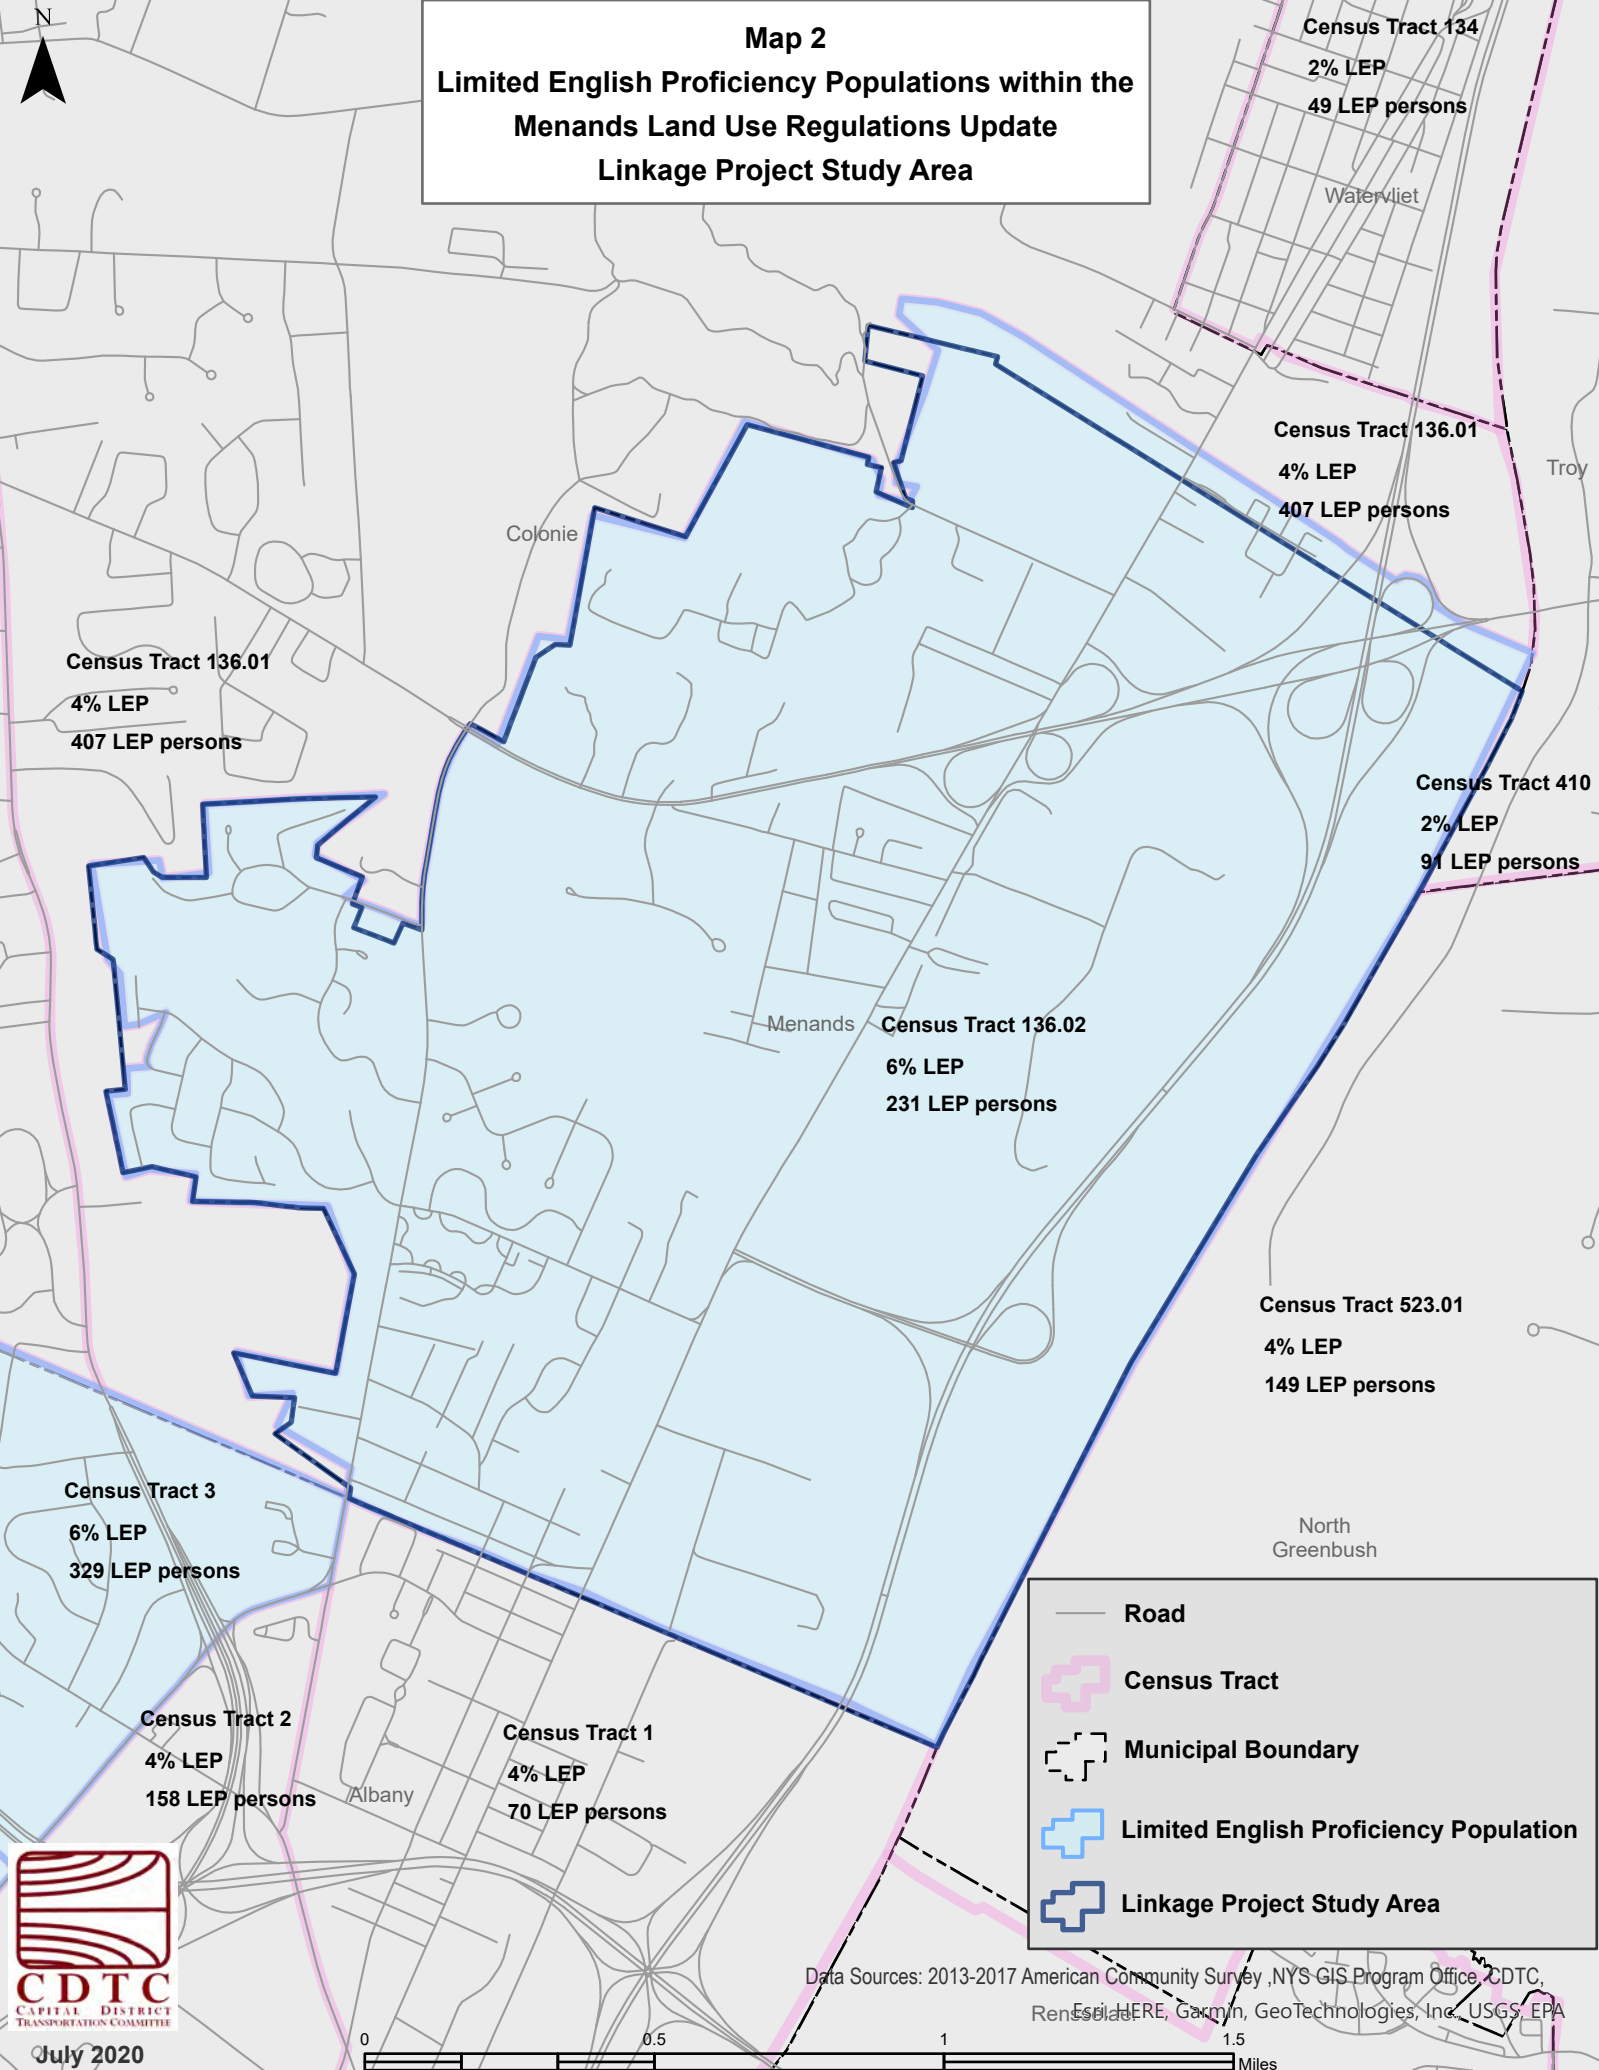 N
Map 2
Limited English Proficiency Populations within the
Menands Land Use Regulations Update
Linkage Project Study Area
Census Tract 134
2% LEP
49 LEP persons
Watervliet
Census Tract 136.01
4% LEP
407 LEP persons
Troy
Colonie
Census Tract 136.01
4% LEP
407 LEP persons
Census Tract 410
2% LEP
91 LEP persons
Menands
Census Tract 136.02
6% LEP
231 LEP persons
Census Tract 523.01
4% LEP
149 LEP persons
Census Tract 3
6% LEP
329 LEP persons
North
Greenbush
Census Tract 2
4% LEP
158 LEP persons
Albany
Census Tract 1
4% LEP
70 LEP persons
Road
Census Tract
Municipal Boundary
Limited English Proficiency Population
Linkage Project Study Area
CDTC
CAPITAL DISTRICT
TRANSPORTATION COMMITTEE
July 2020
Data Sources: 2013-2017 American Community Survey ,NYS GIS Program Office, CDTC,
Rensselaer
Esri, HERE, Garmin, GeoTechnologies, Inc., USGS, EPA
0 0.5 1 1.5
Miles